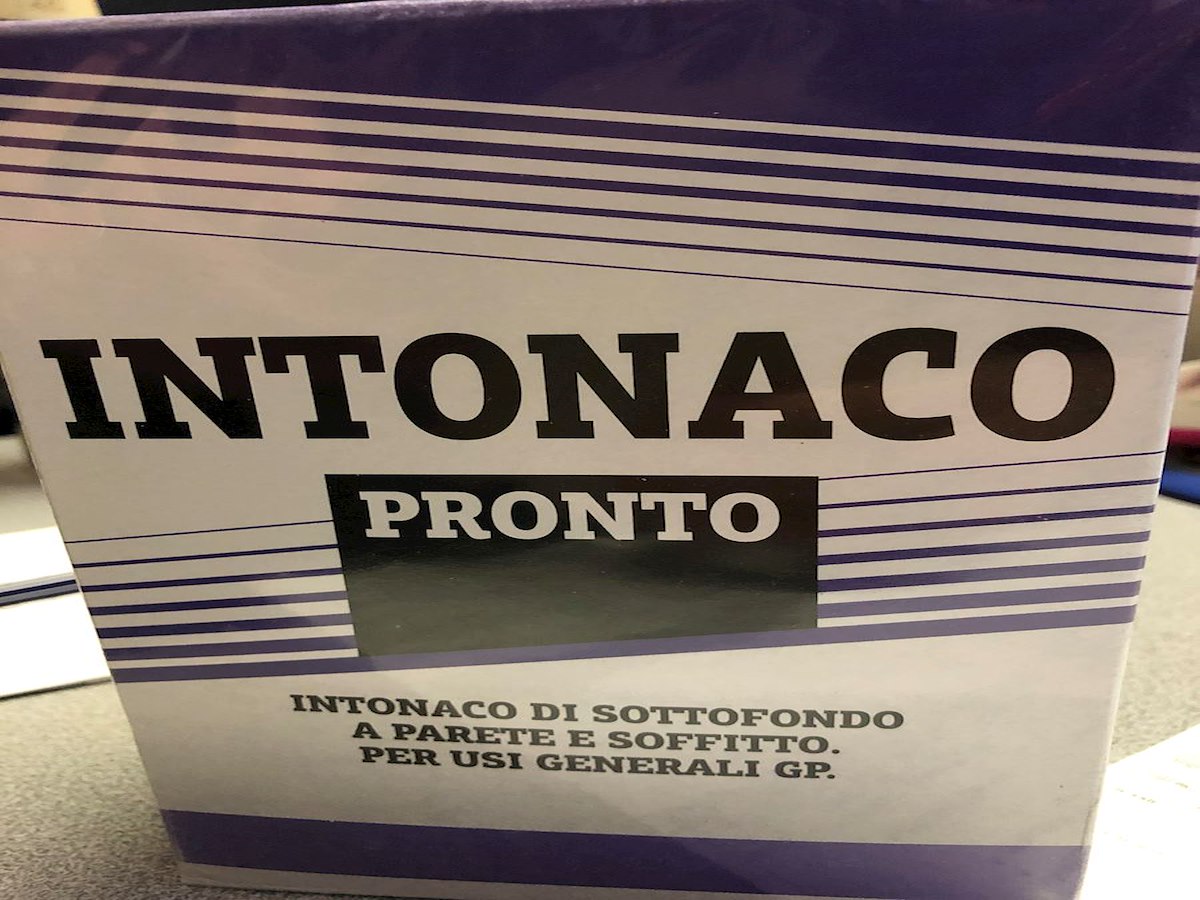 INTONACO
PRONTO
INTONACO DI SOTTOFONDO
A PARETE E SOFFITTO.
PER USI GENERALI GP.